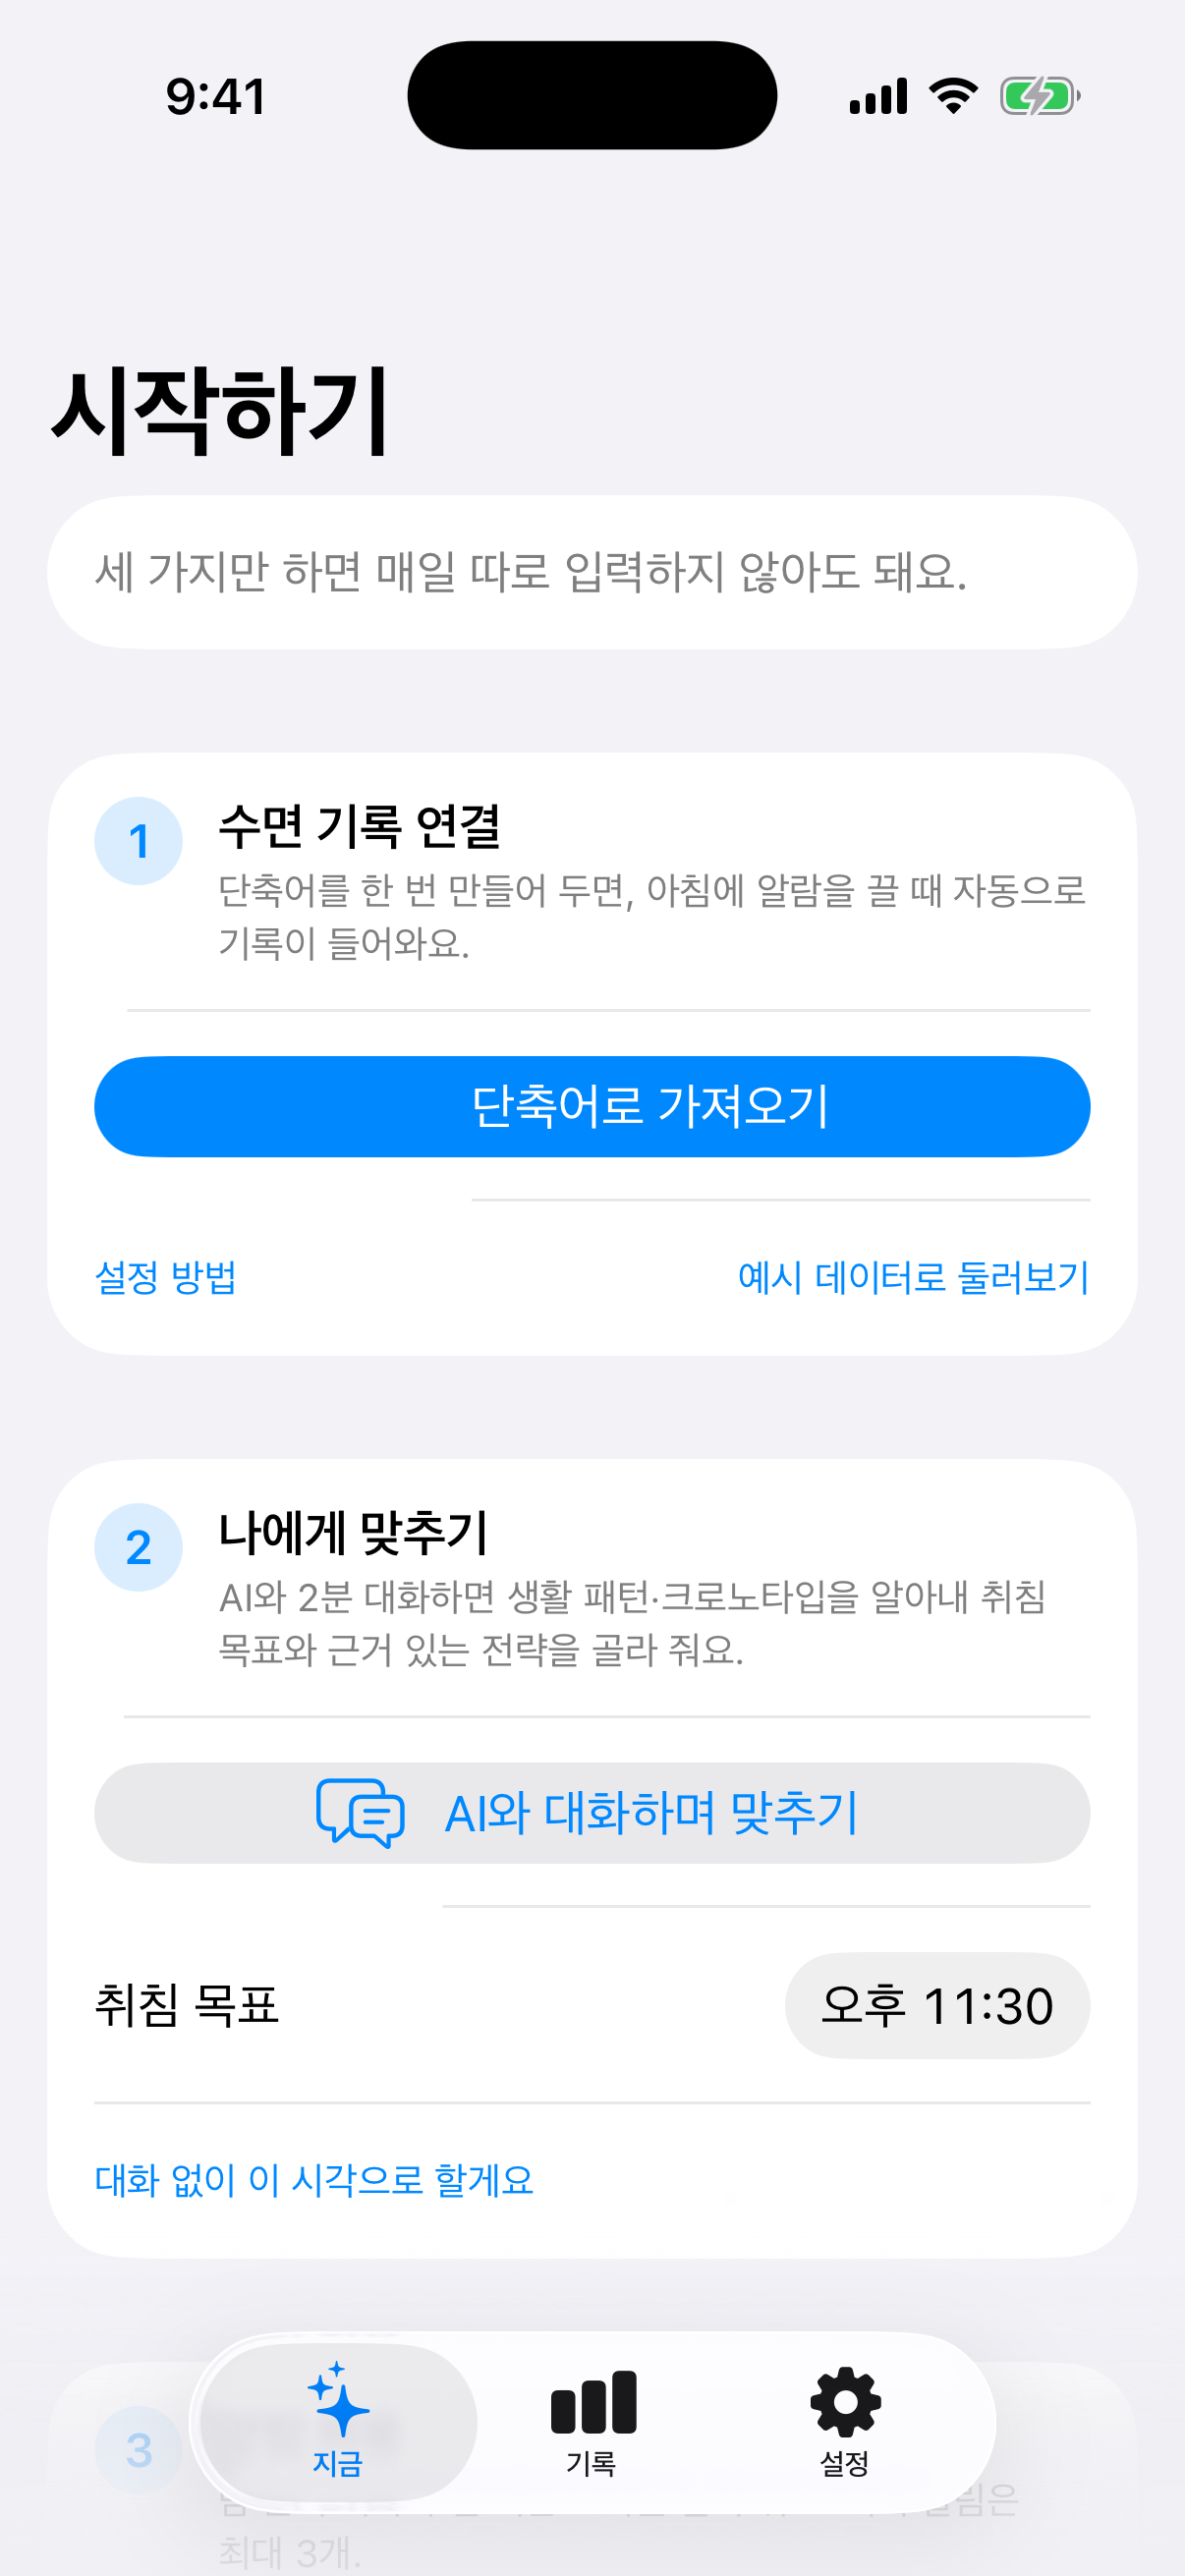 9:41
시작하기
세 가지만 하면 매일 따로 입력하지 않아도 돼요.
1
수면 기록 연결
단축어를 한 번 만들어 두면, 아침에 알람을 끌 때 자동으로
기록이 들어와요.
단축어로 가져오기
설정 방법
예시 데이터로 둘러보기
2
나에게 맞추기
AI와 2분 대화하면 생활 패턴·크로노타입을 알아내 취침
목표와 근거 있는 전략을 골라 줘요.
AI와 대화하며 맞추기
취침 목표
오후 11:30
대화 없이 이 시각으로 할게요
3
최대 3개.
지금
기록
설정